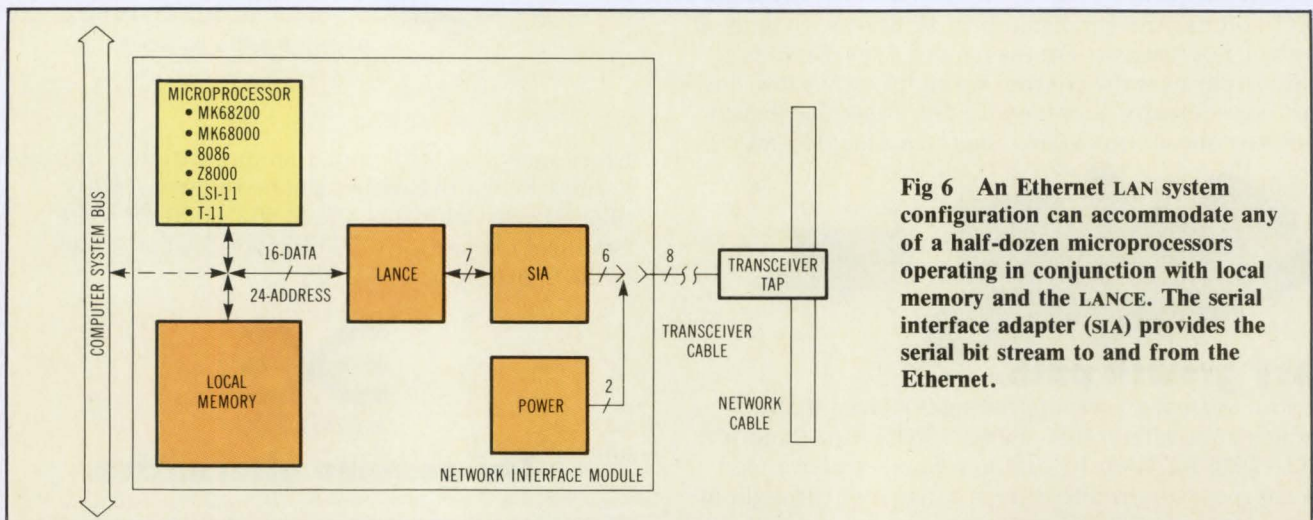 COMPUTER SYSTEM BUS
MICROPROCESSOR
• MK68200
• MK68000
• 8086
• Z8000
• LSI-11
• T-11
16-DATA
24-ADDRESS
LOCAL
MEMORY
LANCE
7
SIA
6
POWER
2
NETWORK INTERFACE MODULE
8
TRANSCEIVER
CABLE
TRANSCEIVER
TAP
NETWORK
CABLE
Fig 6 An Ethernet LAN system
configuration can accommodate any
of a half-dozen microprocessors
operating in conjunction with local
memory and the LANCE. The serial
interface adapter (SIA) provides the
serial bit stream to and from the
Ethernet.